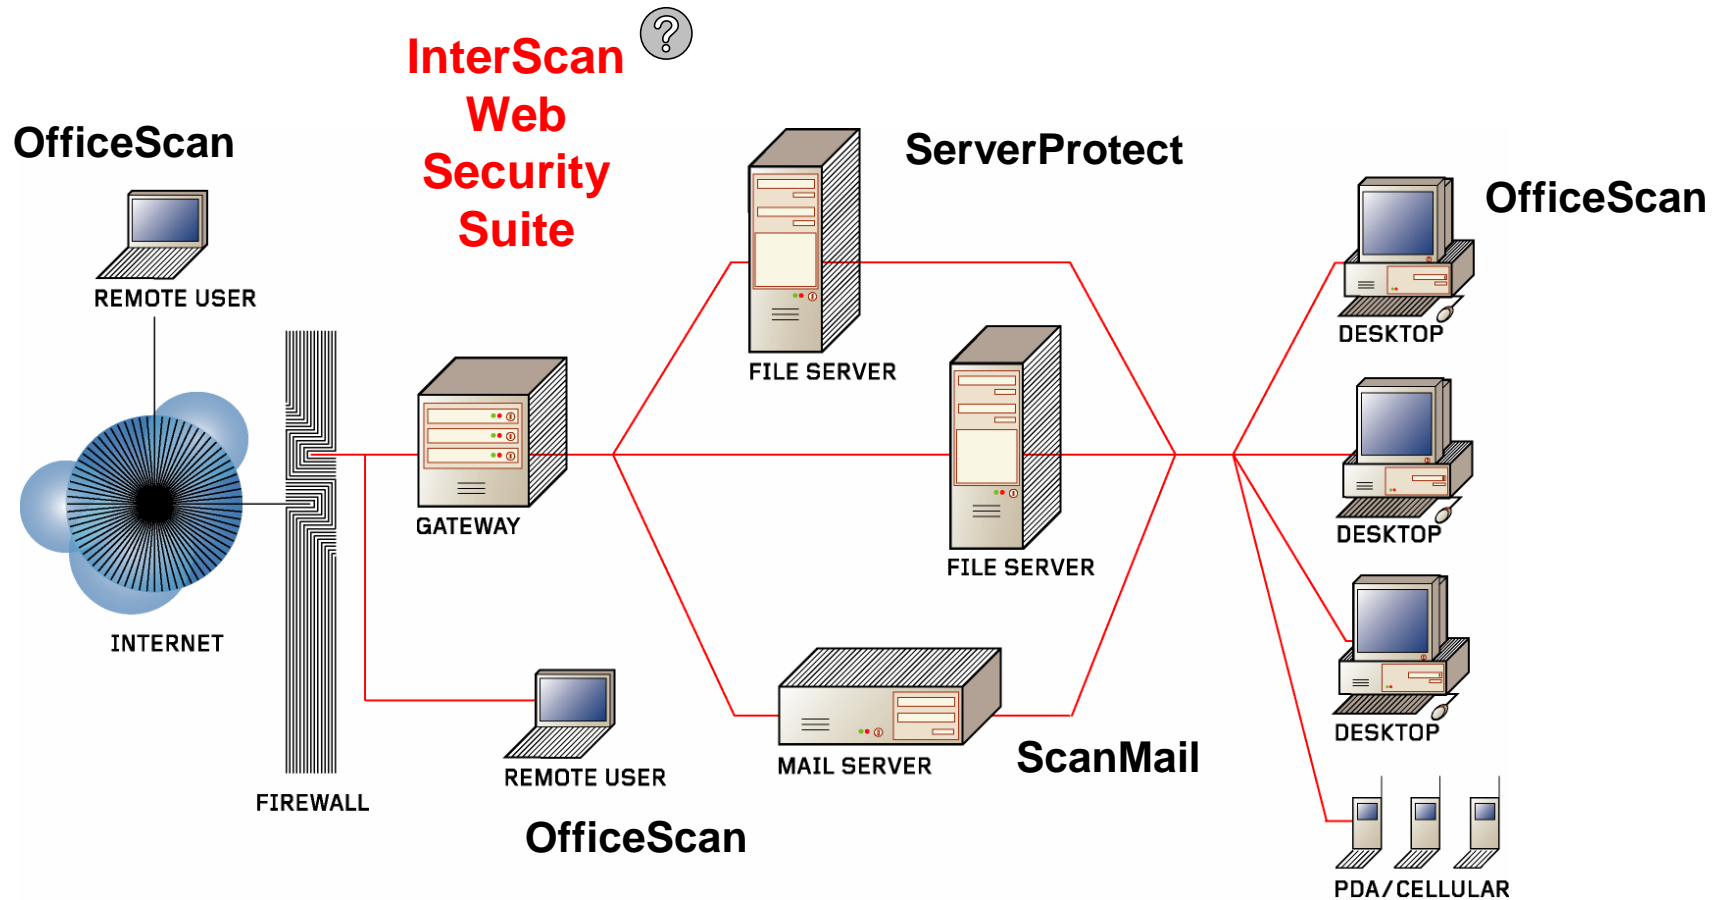 InterScan
Web
Security
Suite
?
OfficeScan
REMOTE USER
ServerProtect
OfficeScan
FILE SERVER
DESKTOP
GATEWAY
FILE SERVER
DESKTOP
INTERNET
MAIL SERVER
ScanMail
DESKTOP
REMOTE USER
FIREWALL
OfficeScan
PDA/CELLULAR